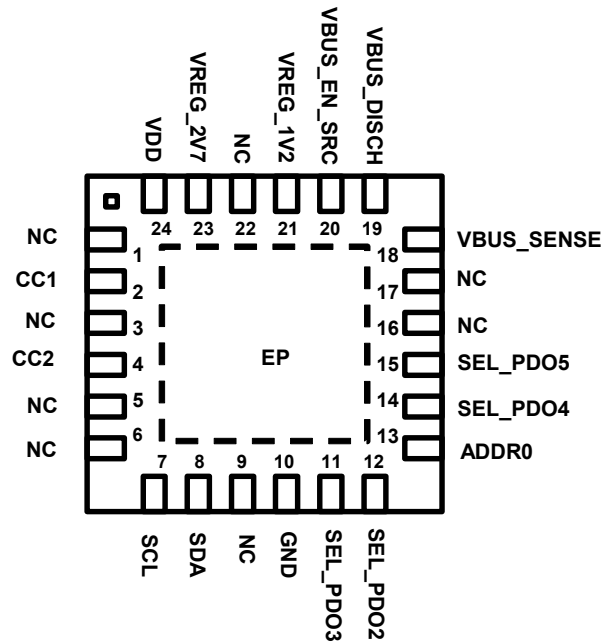 VDD
VREG_2V7
NC
VREG_1V2
VBUS_EN_SRC
VBUS_DISCH
24
23
22
21
20
19
NC
1
CC1
2
NC
3
CC2
4
NC
5
NC
6
EP
18
VBUS_SENSE
17
NC
16
NC
15
SEL_PDO5
14
SEL_PDO4
13
ADDR0
7
8
9
10
11
12
SCL
SDA
NC
GND
SEL_PDO3
SEL_PDO2